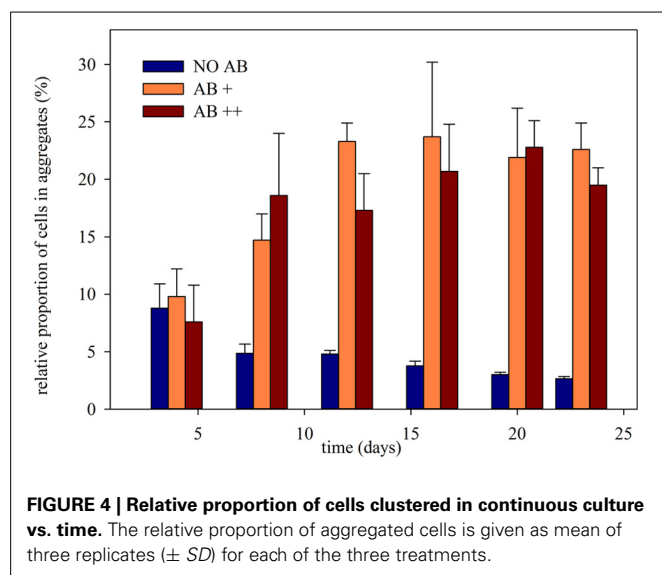 relative proportion of cells in aggregates (%)
30
25
20
15
10
5
0
NO AB
AB +
AB ++
5 10 15 20 25
time (days)
FIGURE 4 | Relative proportion of cells clustered in continuous culture
vs. time. The relative proportion of aggregated cells is given as mean of
three replicates (± SD) for each of the three treatments.